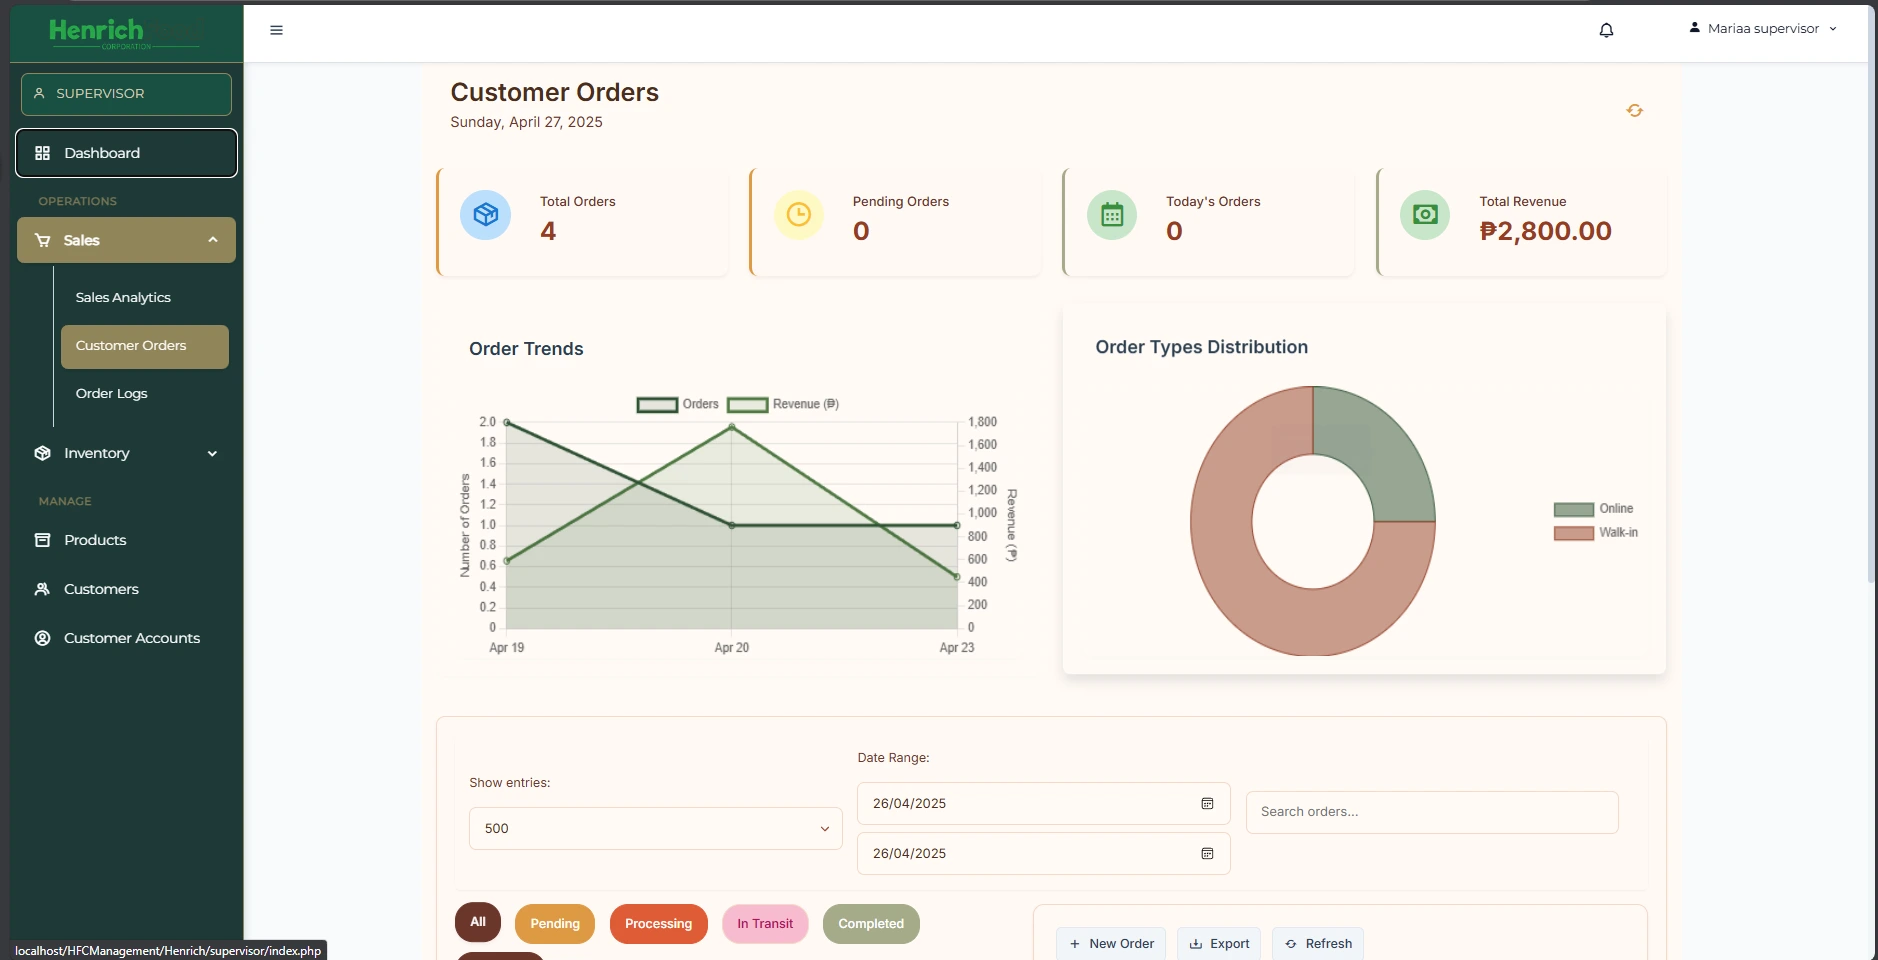 Henrich
CORPORATION
SUPERVISOR
Dashboard
OPERATIONS
Sales
Sales Analytics
Customer Orders
Order Logs
Inventory
MANAGE
Products
Customers
Customer Accounts
localhost/HFCManagement/Henrich/supervisor/index.php
Mariaa supervisor
Customer Orders
Sunday, April 27, 2025
Total Orders
4
Pending Orders
0
Today's Orders
0
Total Revenue
₱2,800.00
Order Trends
Orders
Revenue (₱)
Number of Orders
2.0
1.8
1.6
1.4
1.2
1.0
0.8
0.6
0.4
0.2
0
1,800
1,600
1,400
1,200
1,000
800
600
400
200
0
Revenue (₱)
Apr 19
Apr 20
Apr 23
Order Types Distribution
Online
Walk-in
Show entries:
500
Date Range:
26/04/2025
26/04/2025
Search orders...
All
Pending
Processing
In Transit
Completed
New Order
Export
Refresh